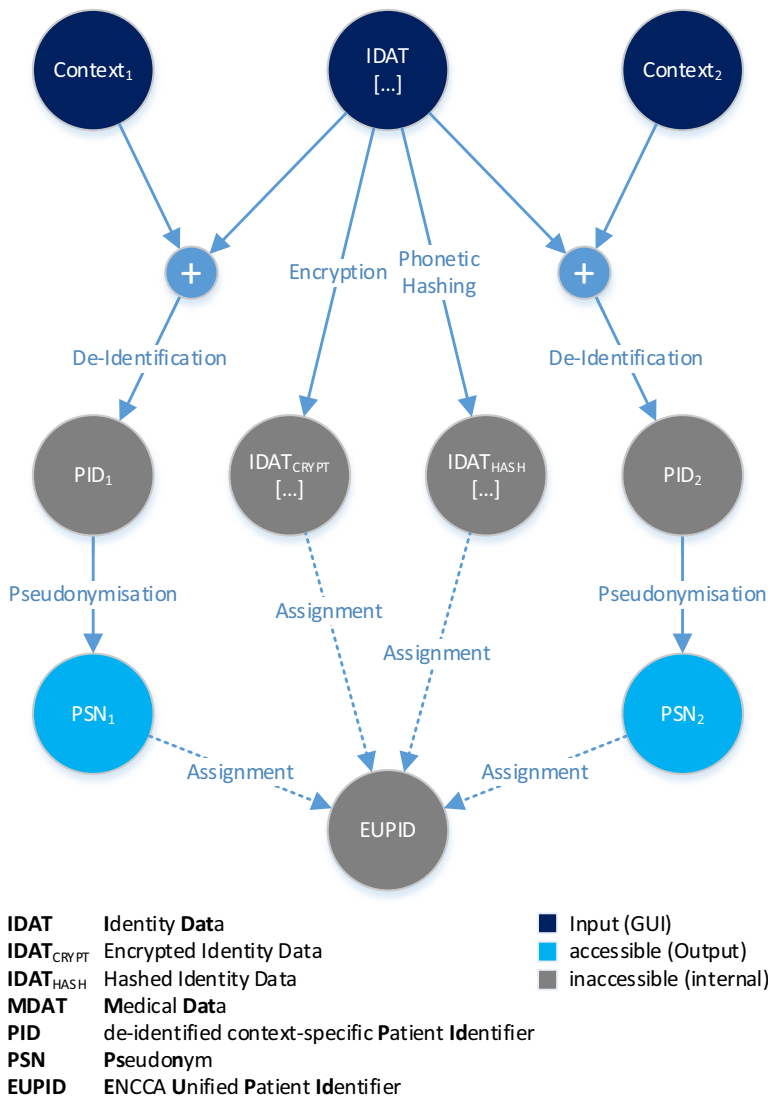 Context1
IDAT
[...]
Context2
+
+
Encryption
Phonetic
Hashing
De-Identification
De-Identification
PID1
IDATCRYPT
[...]
IDATHASH
[...]
PID2
Pseudonymisation
Pseudonymisation
Assignment
Assignment
PSN1
PSN2
Assignment
Assignment
EUPID
IDAT Identity Data
IDATCRYPT Encrypted Identity Data
IDATHASH Hashed Identity Data
MDAT Medical Data
PID de-identified context-specific Patient Identifier
PSN Pseudonym
EUPID ENCCA Unified Patient Identifier
Input (GUI)
accessible (Output)
inaccessible (internal)